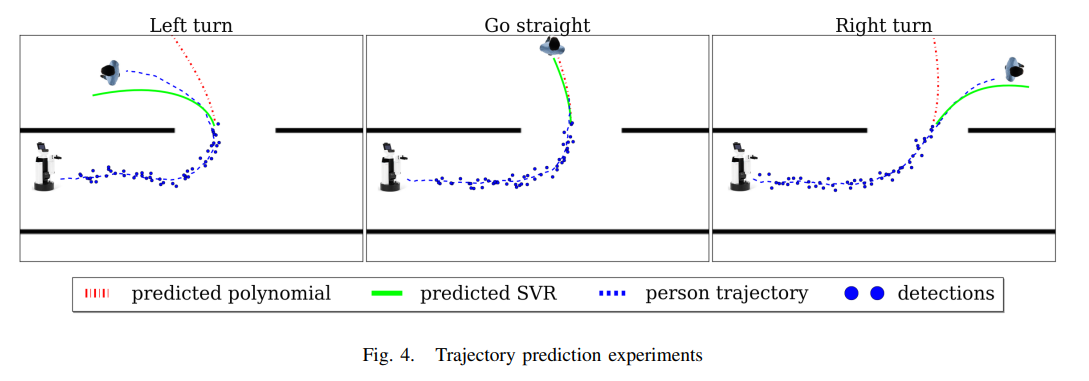 Left turn
Go straight
Right turn
predicted polynomial
predicted SVR
person trajectory
detections
Fig. 4. Trajectory prediction experiments